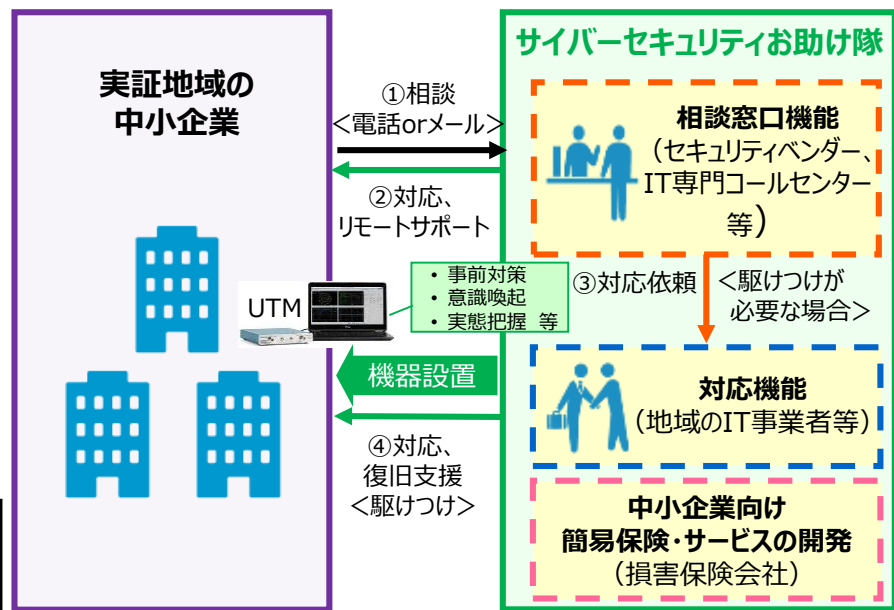 実証地域の
中小企業
①相談
＜電話orメール＞
②対応、
リモートサポート
UTM
• 事前対策
• 意識喚起
• 実態把握 等
機器設置
④対応、
復旧支援
＜駆けつけ＞
サイバーセキュリティお助け隊
相談窓口機能
（セキュリティベンダー、
IT専門コールセンター
等）
③対応依頼
＜駆けつけが
必要な場合＞
対応機能
（地域のIT事業者等）
中小企業向け
簡易保険・サービスの開発
（損害保険会社）